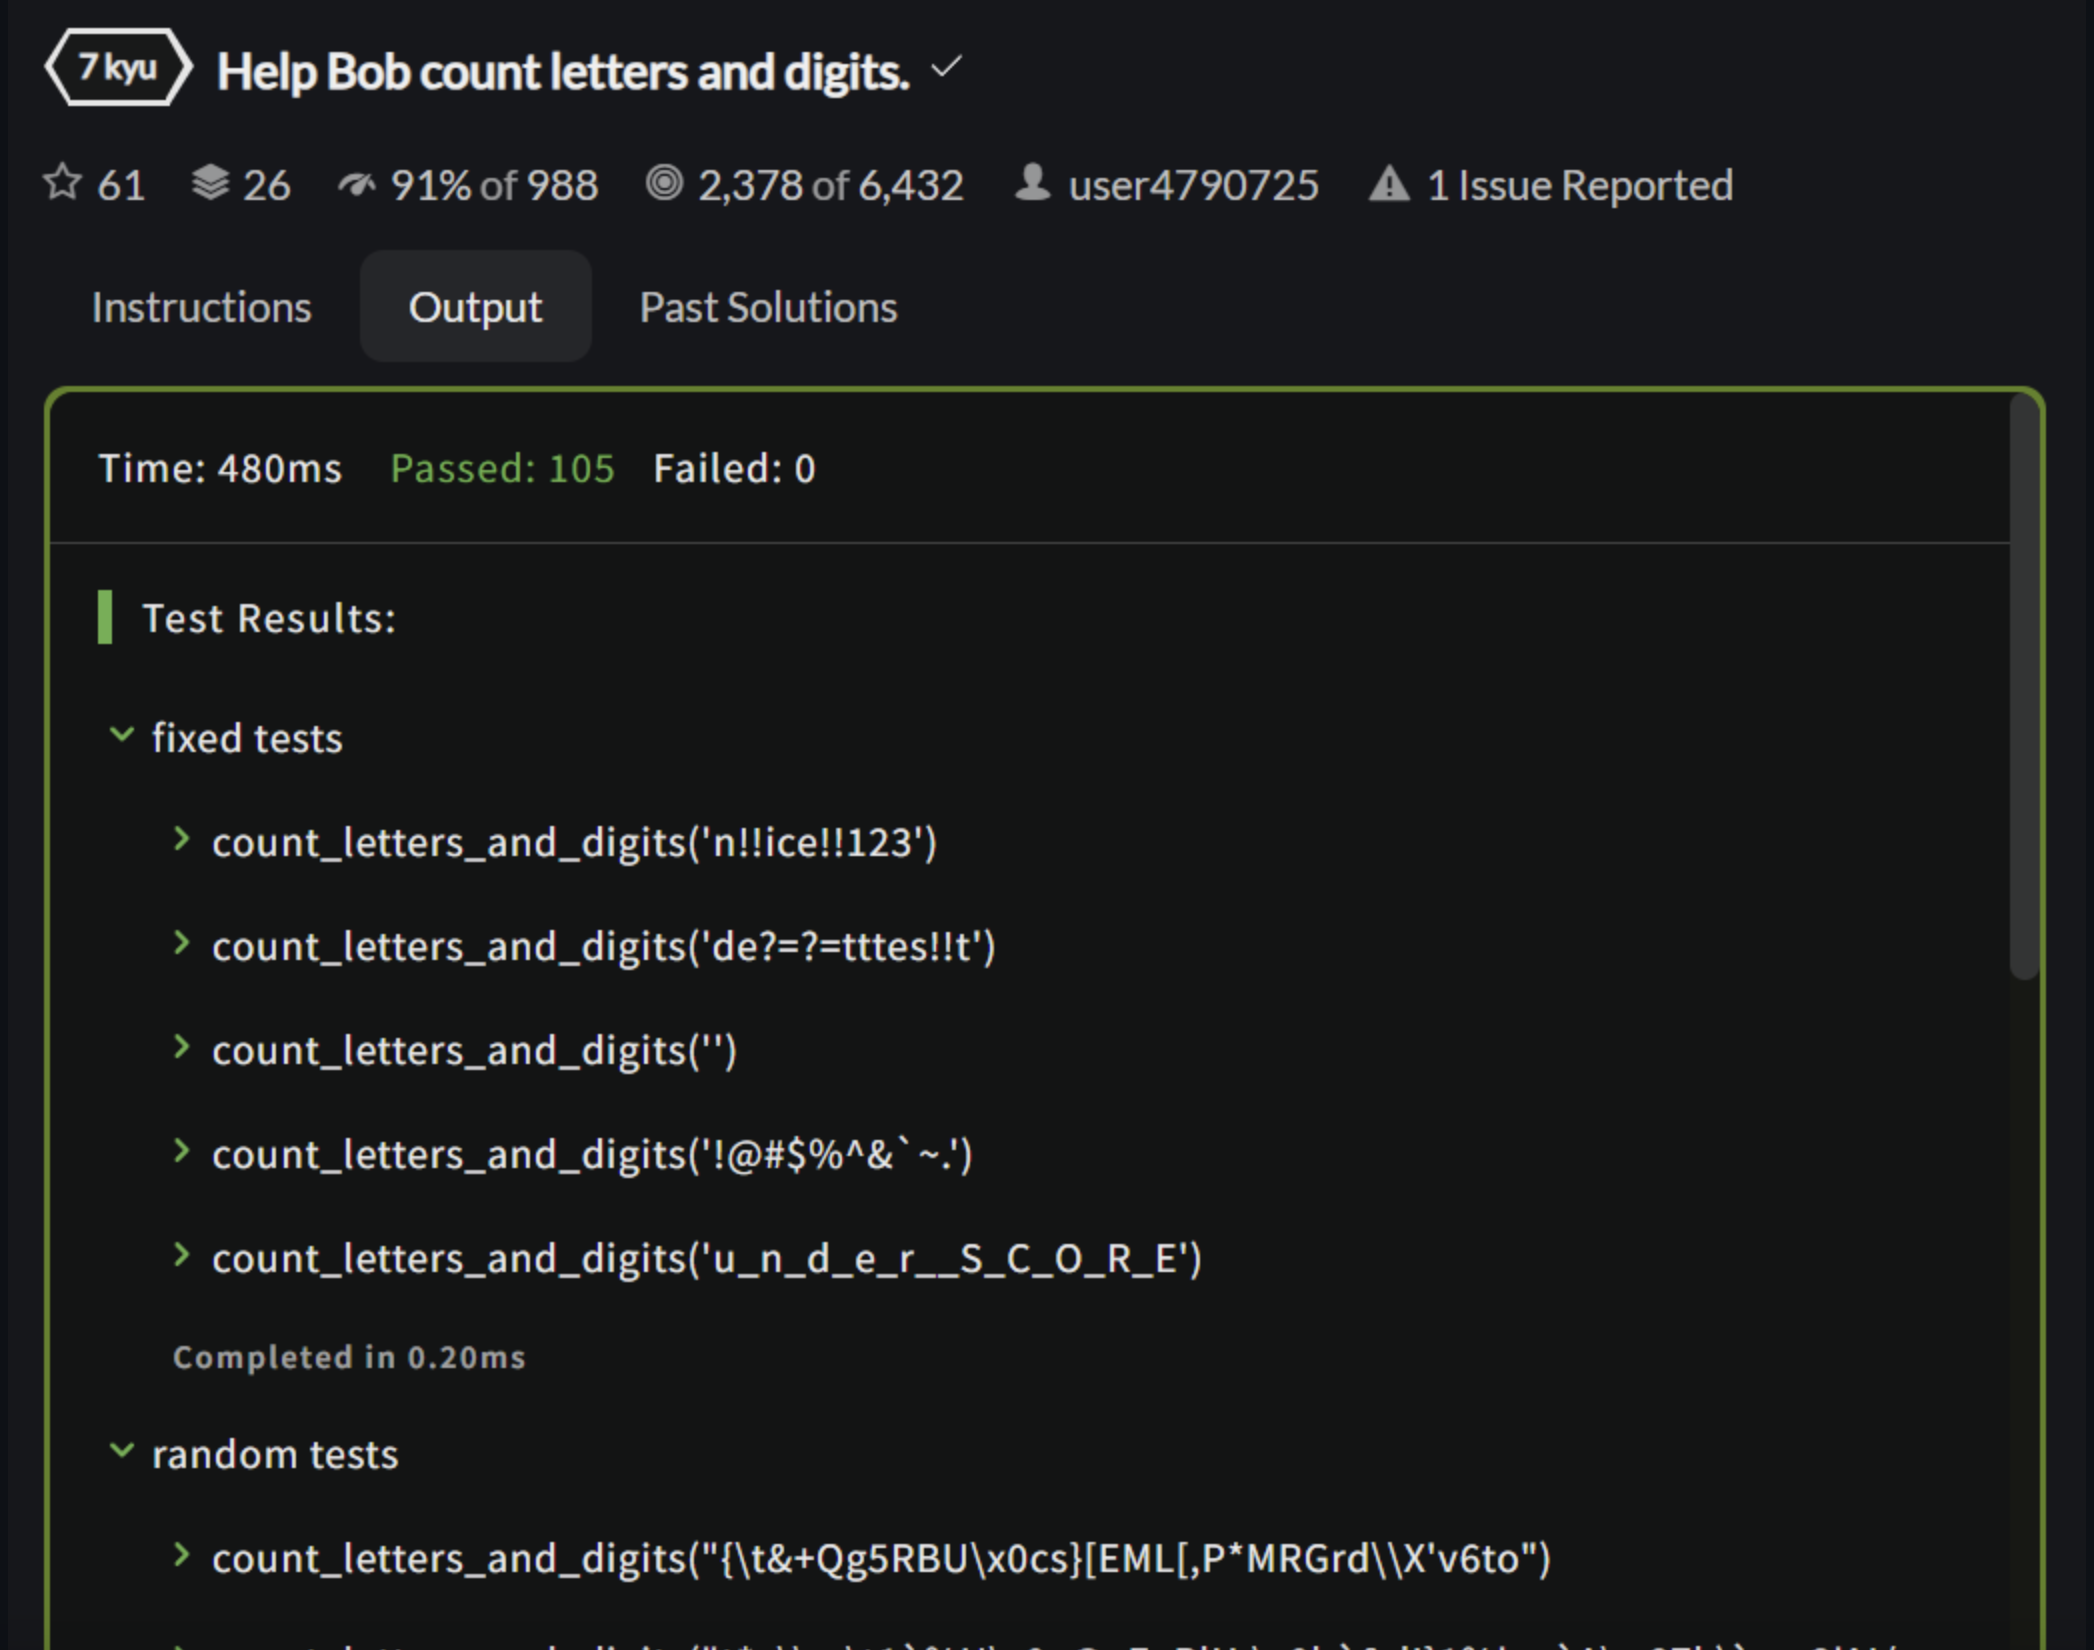 7 kyu Help Bob count letters and digits.
61 26 91% of 988 2,378 of 6,432 user4790725 1 Issue Reported
Instructions Output Past Solutions
Time: 480ms Passed: 105 Failed: 0
Test Results:
fixed tests
count_letters_and_digits('n!!ice!!123')
count_letters_and_digits('de?=?=tttes!!t')
count_letters_and_digits('')
count_letters_and_digits('!@#$%^&`~.')
count_letters_and_digits('u_n_d_e_r__S_C_O_R_E')
Completed in 0.20ms
random tests
count_letters_and_digits("{\t&+Qg5RBU\x0cs}[EML[,P*MRGrd\\X'v6to")